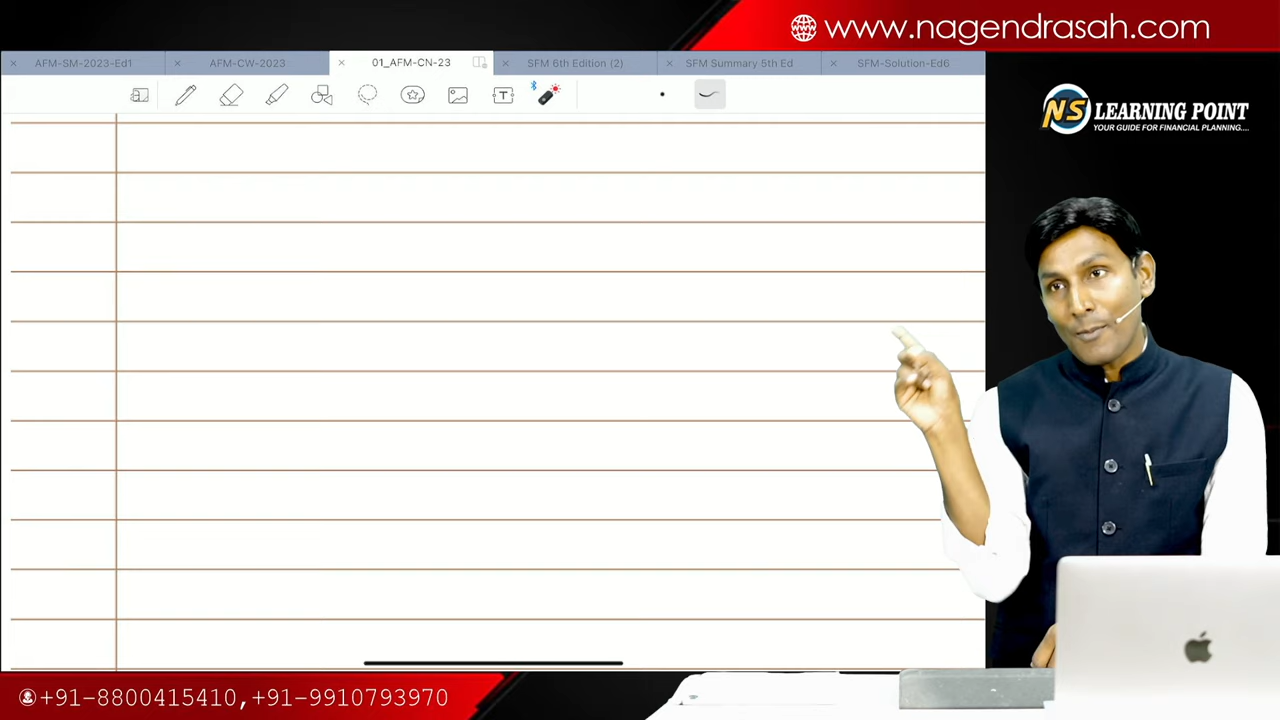 www.nagendrasah.com
AFM-SM-2023-Ed1
AFM-CW-2023
01_AFM-CN-23
SFM 6th Edition (2)
SFM Summary 5th Ed
SFM-Solution-Ed6
T
NS LEARNING POINT
YOUR GUIDE FOR FINANCIAL PLANNING....
+91-8800415410,+91-9910793970